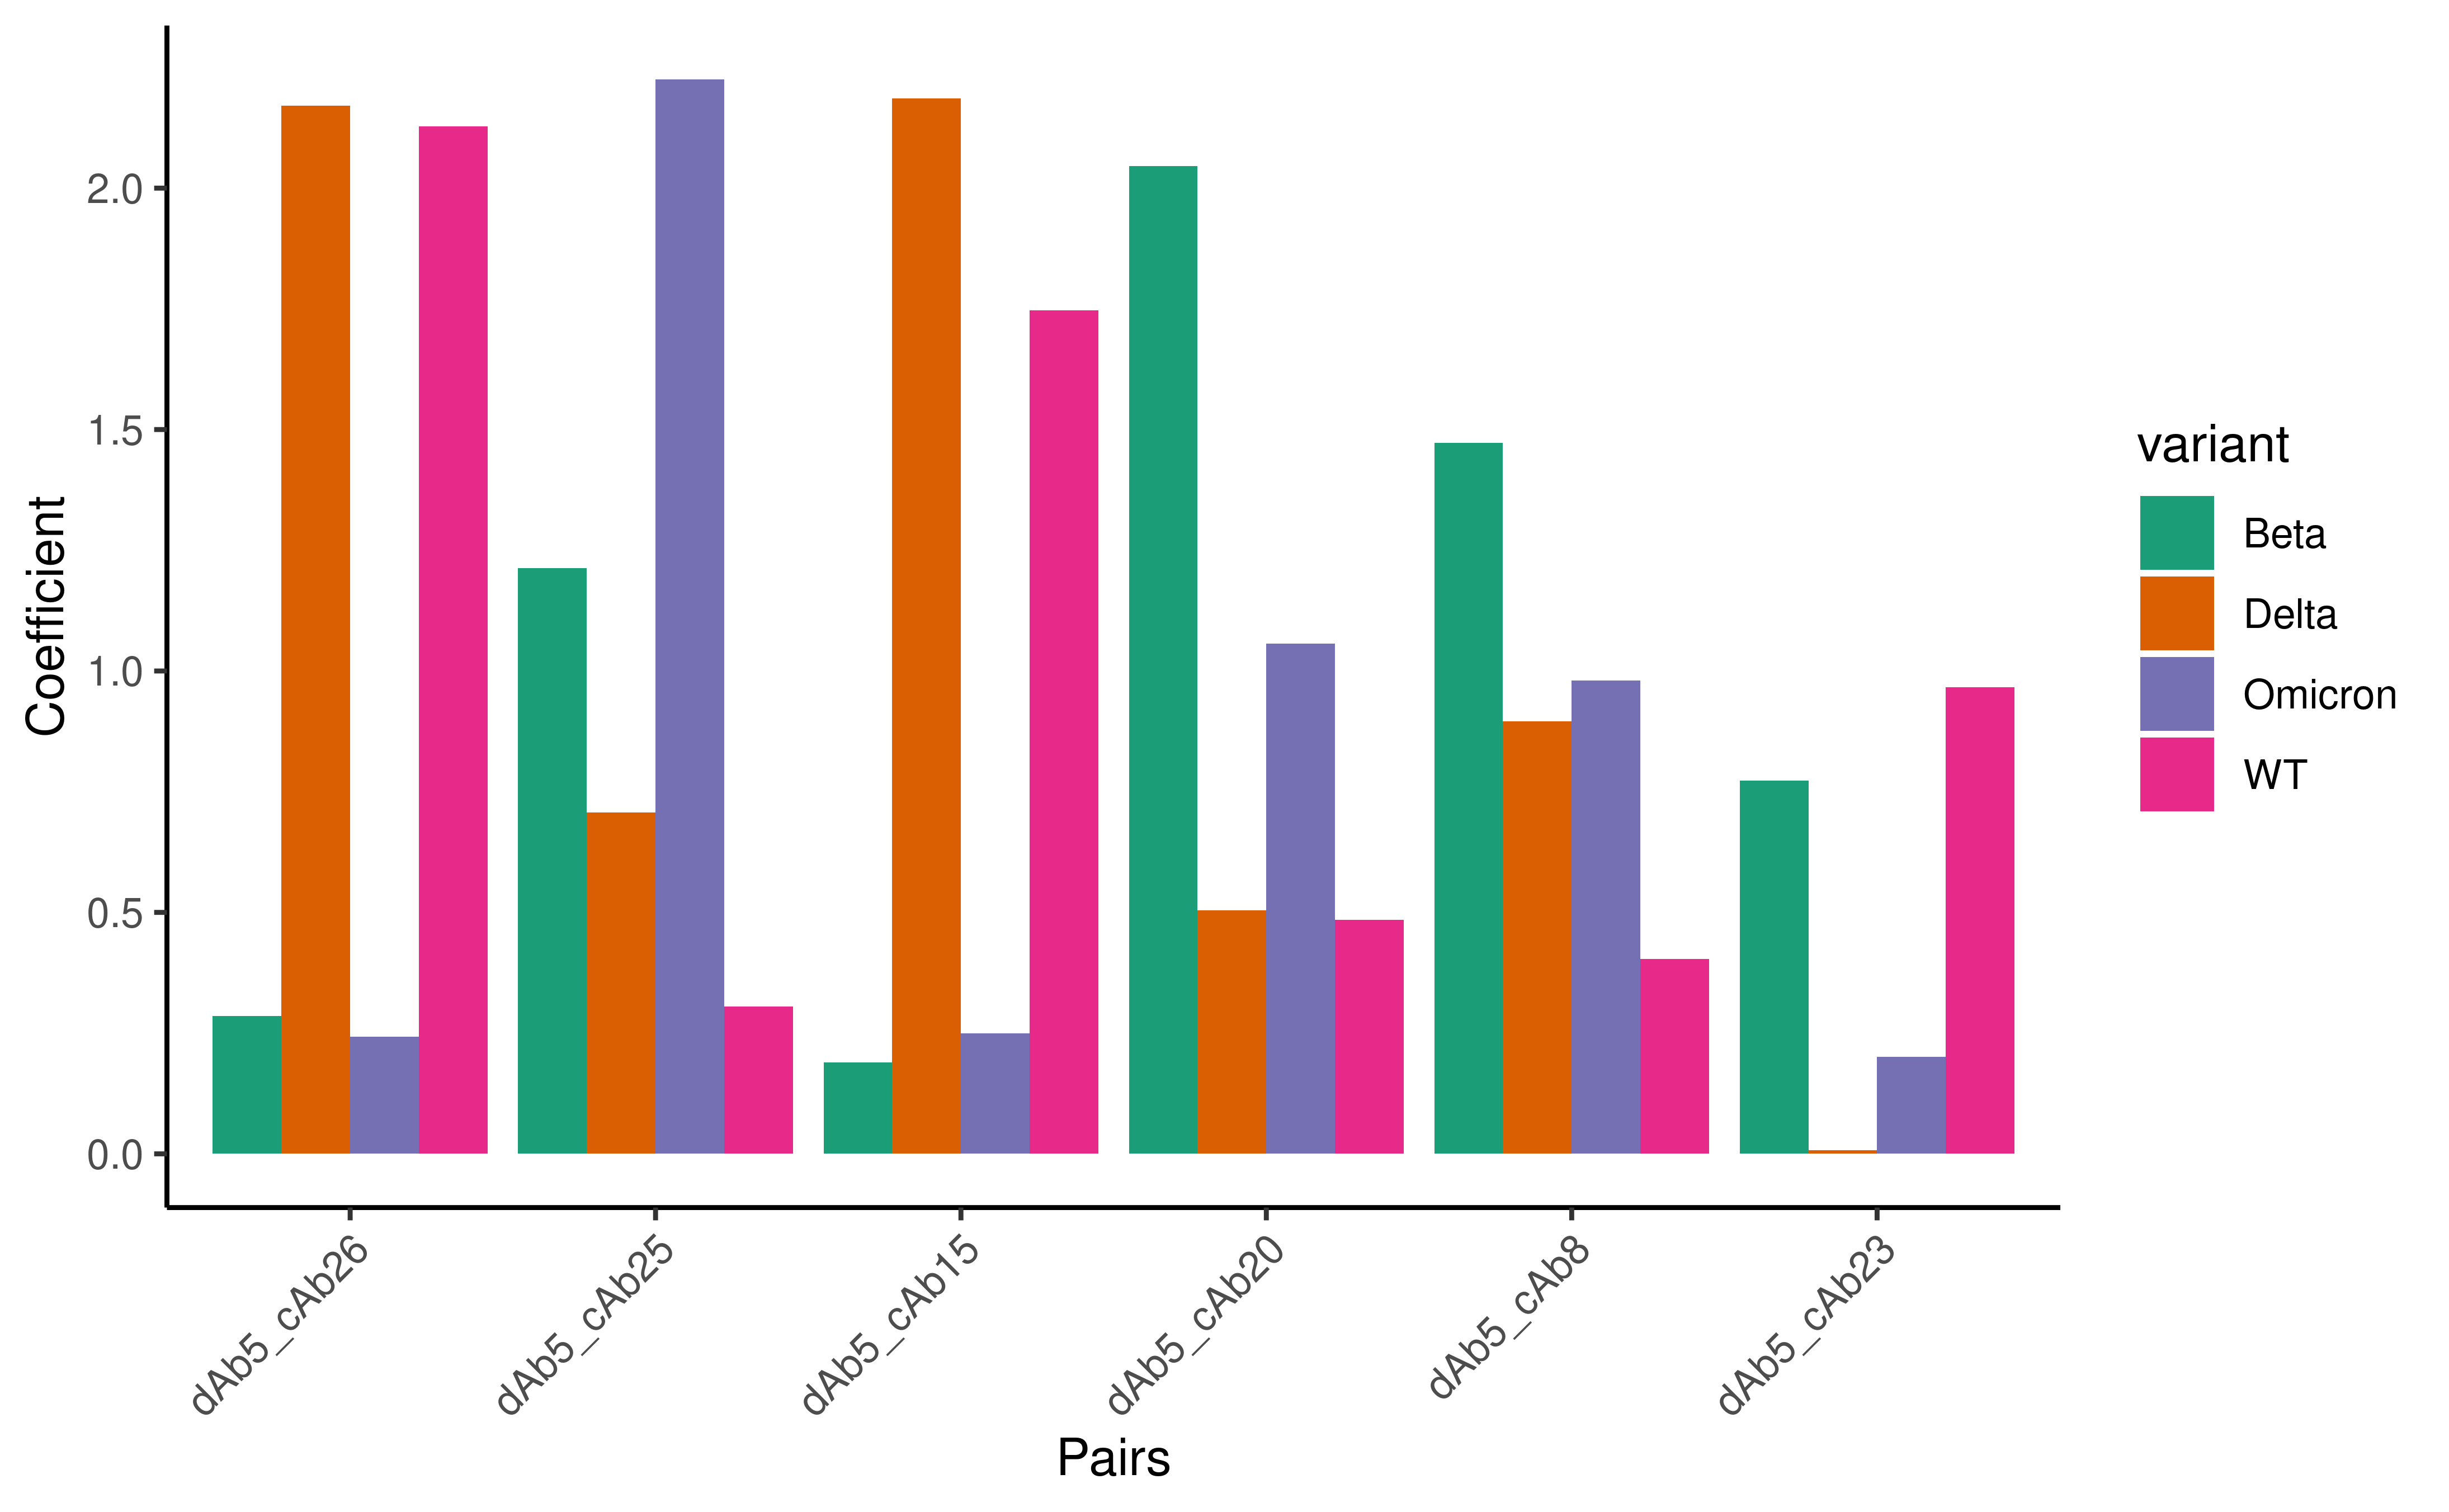 Coefficient
2.0
1.5
1.0
0.5
0.0
dAb5_cAb26
dAb5_cAb25
dAb5_cAb15
dAb5_cAb20
dAb5_cAb8
dAb5_cAb23
Pairs
variant
Beta
Delta
Omicron
WT